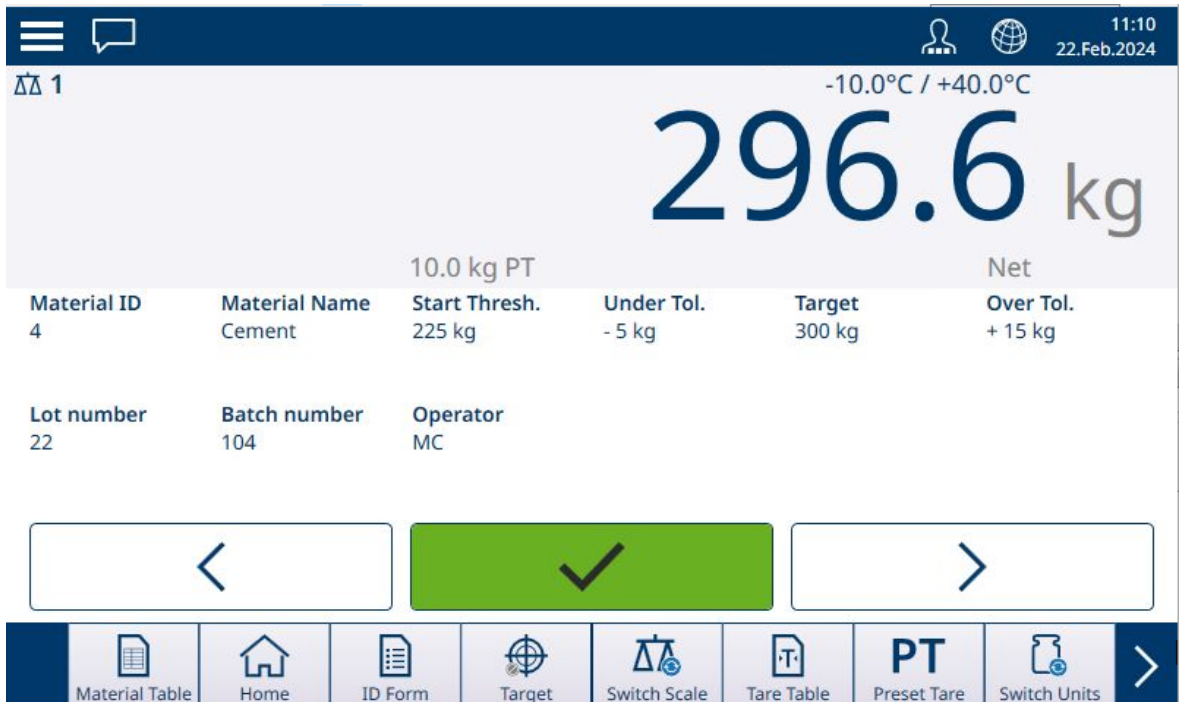 11:10
22.Feb.2024
1
-10.0°C / +40.0°C
296.6 kg
10.0 kg PT Net
Material ID Material Name Start Thresh. Under Tol. Target Over Tol.
4 Cement 225 kg - 5 kg 300 kg + 15 kg
Lot number Batch number Operator
22 104 MC
T
PT
Material Table Home ID Form Target Switch Scale Tare Table Preset Tare Switch Units